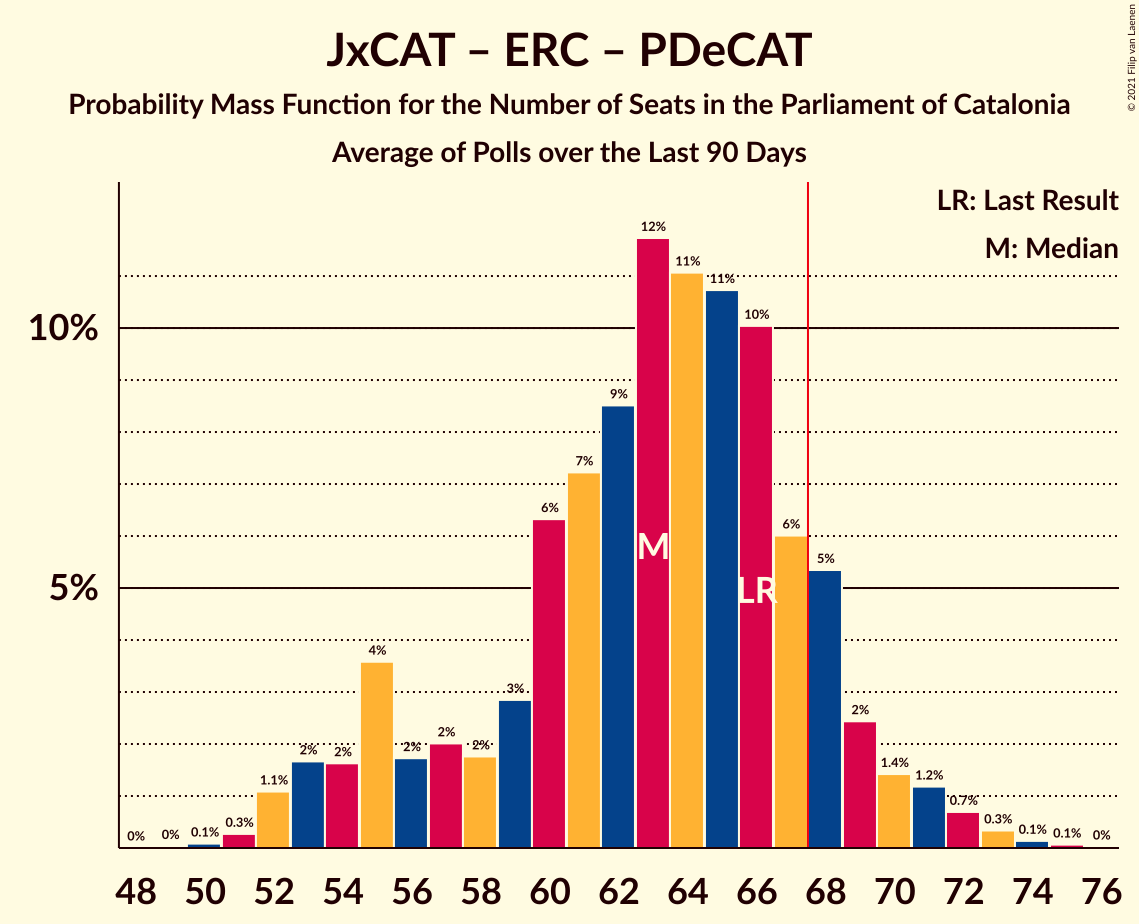 JxCAT – ERC – PDeCAT
Probability Mass Function for the Number of Seats in the Parliament of Catalonia
Average of Polls over the Last 90 Days
© 2021 Filip van Laenen
LR: Last Result
M: Median
10%
5%
0% 0% 0.1% 0.3% 1.1% 2% 2% 4% 2% 2% 2% 3% 6% 7% 9% 12% 11% 11% 10% 6% 5% 2% 1.4% 1.2% 0.7% 0.3% 0.1% 0.1% 0%
M
LR
48 50 52 54 56 58 60 62 64 66 68 70 72 74 76